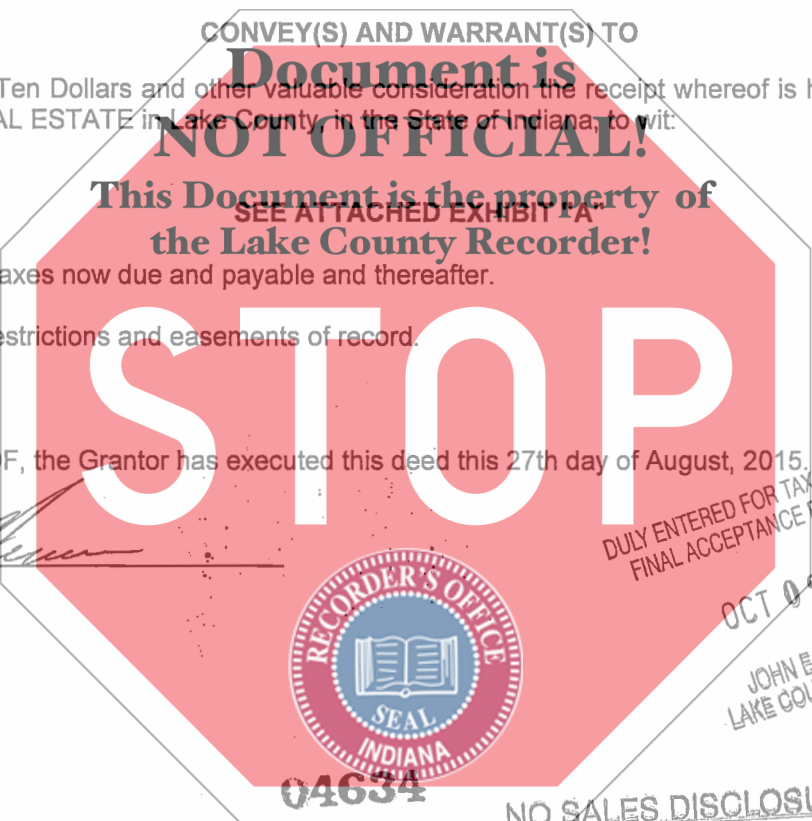 CONVEY(S) AND WARRANT(S) TO
Document is
Ten Dollars and other valuable consideration the receipt whereof is h
AL ESTATE in Lake County, in the State of Indiana, to wit:
NOT OFFICIAL!
This Document is the property of
SEE ATTACHED EXHIBIT "A"
the Lake County Recorder!
axes now due and payable and thereafter.
estrictions and easements of record.
STOP
OF, the Grantor has executed this deed this 27th day of August, 2015.
DULY ENTERED FOR TAX
FINAL ACCEPTANCE
OCT 0
RECORDER'S OFFICE
SEAL
INDIANA
JOHN E
LAKE COU
04634
NO SALES DISCLOSU